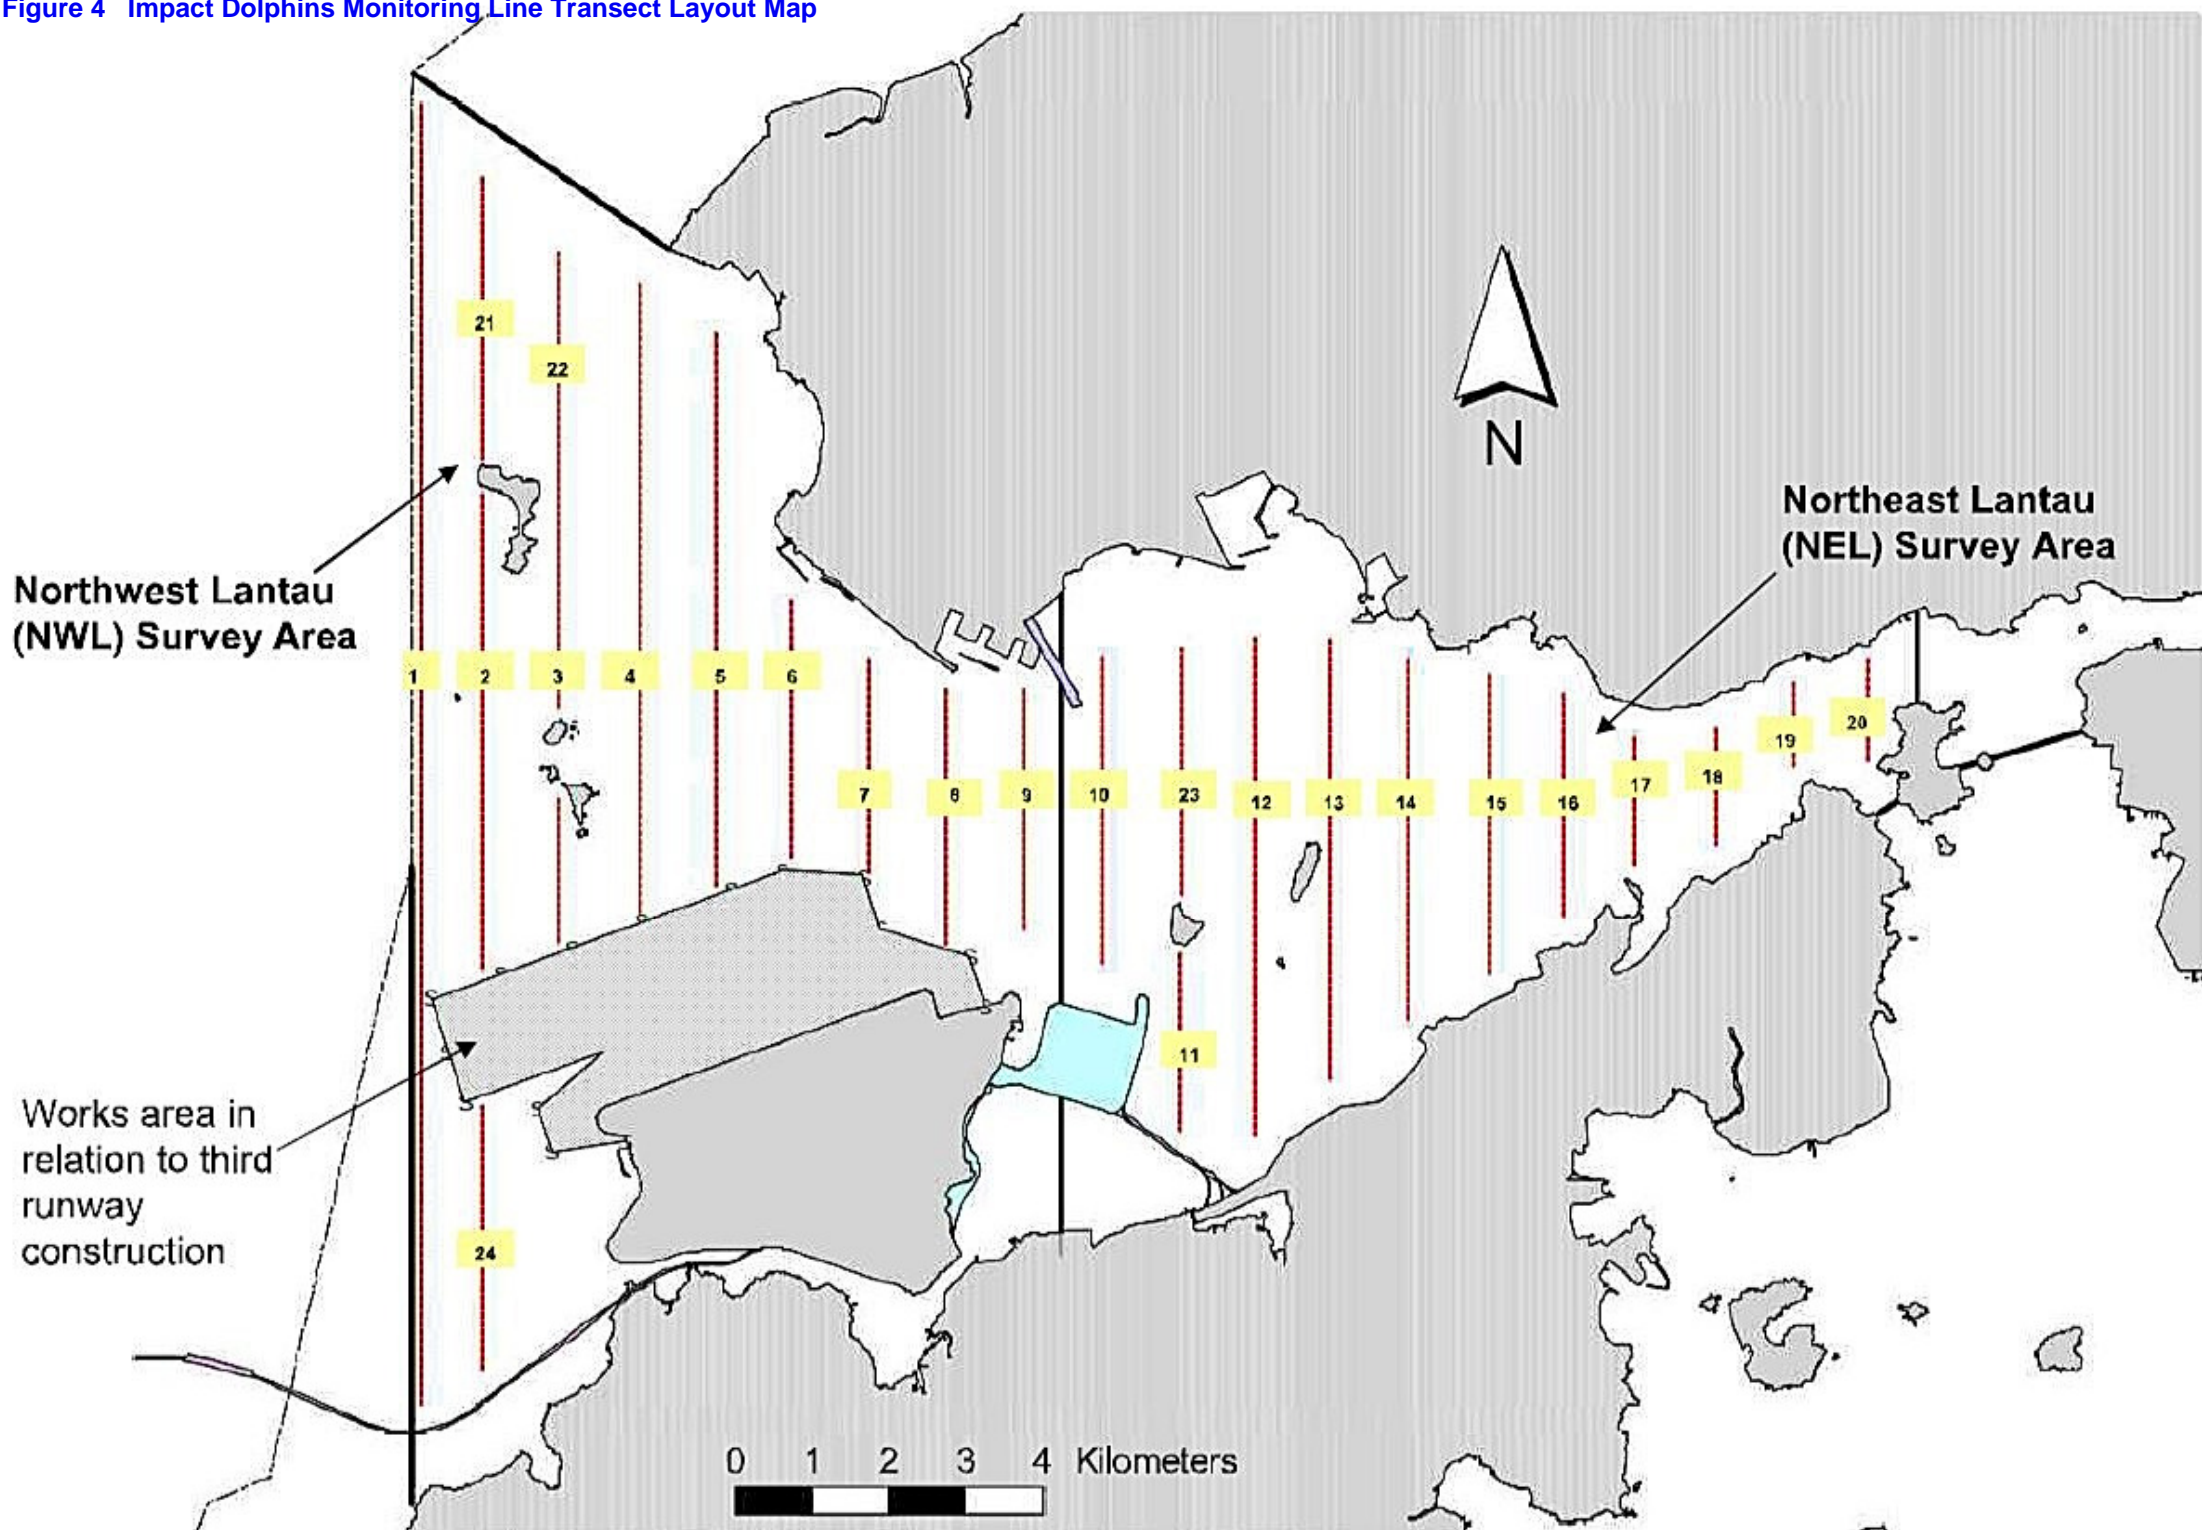 Figure 4 Impact Dolphins Monitoring Line Transect Layout Map
21
22
N
Northeast Lantau
(NEL) Survey Area
Northwest Lantau
(NWL) Survey Area
1 2 3 4 5 6
7 8 9 10 23 12 13 14 15 16 17 18 19 20
11
Works area in
relation to third
runway
construction
24
0 1 2 3 4 Kilometers